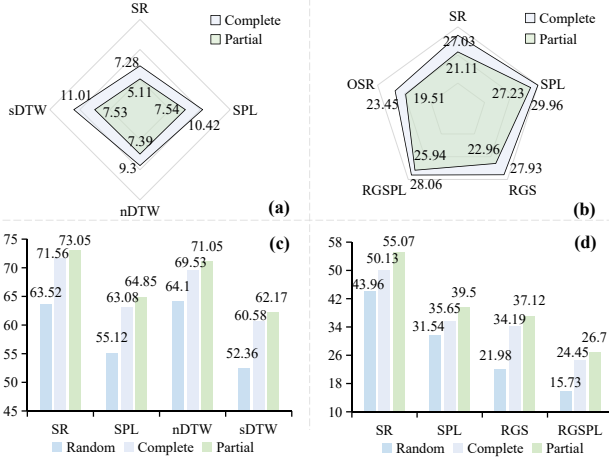 SR
Complete
Partial
7.28
5.11
sDTW
11.01
7.53
7.54
10.42
SPL
7.39
9.3
nDTW
(a)
SR
Complete
Partial
27.03
21.11
OSR
23.45
19.51
27.23
29.96
SPL
25.94
22.96
28.06
27.93
RGSPL
RGS
(b)
(c)
75
70
65
60
55
50
45
63.52
71.56
73.05
55.12
63.08
64.85
64.1
69.53
71.05
52.36
60.58
62.17
SR
SPL
nDTW
sDTW
Random
Complete
Partial
(d)
58
50
42
34
26
18
10
43.96
50.13
55.07
31.54
35.65
39.5
21.98
34.19
37.12
15.73
24.45
26.7
SR
SPL
RGS
RGSPL
Random
Complete
Partial